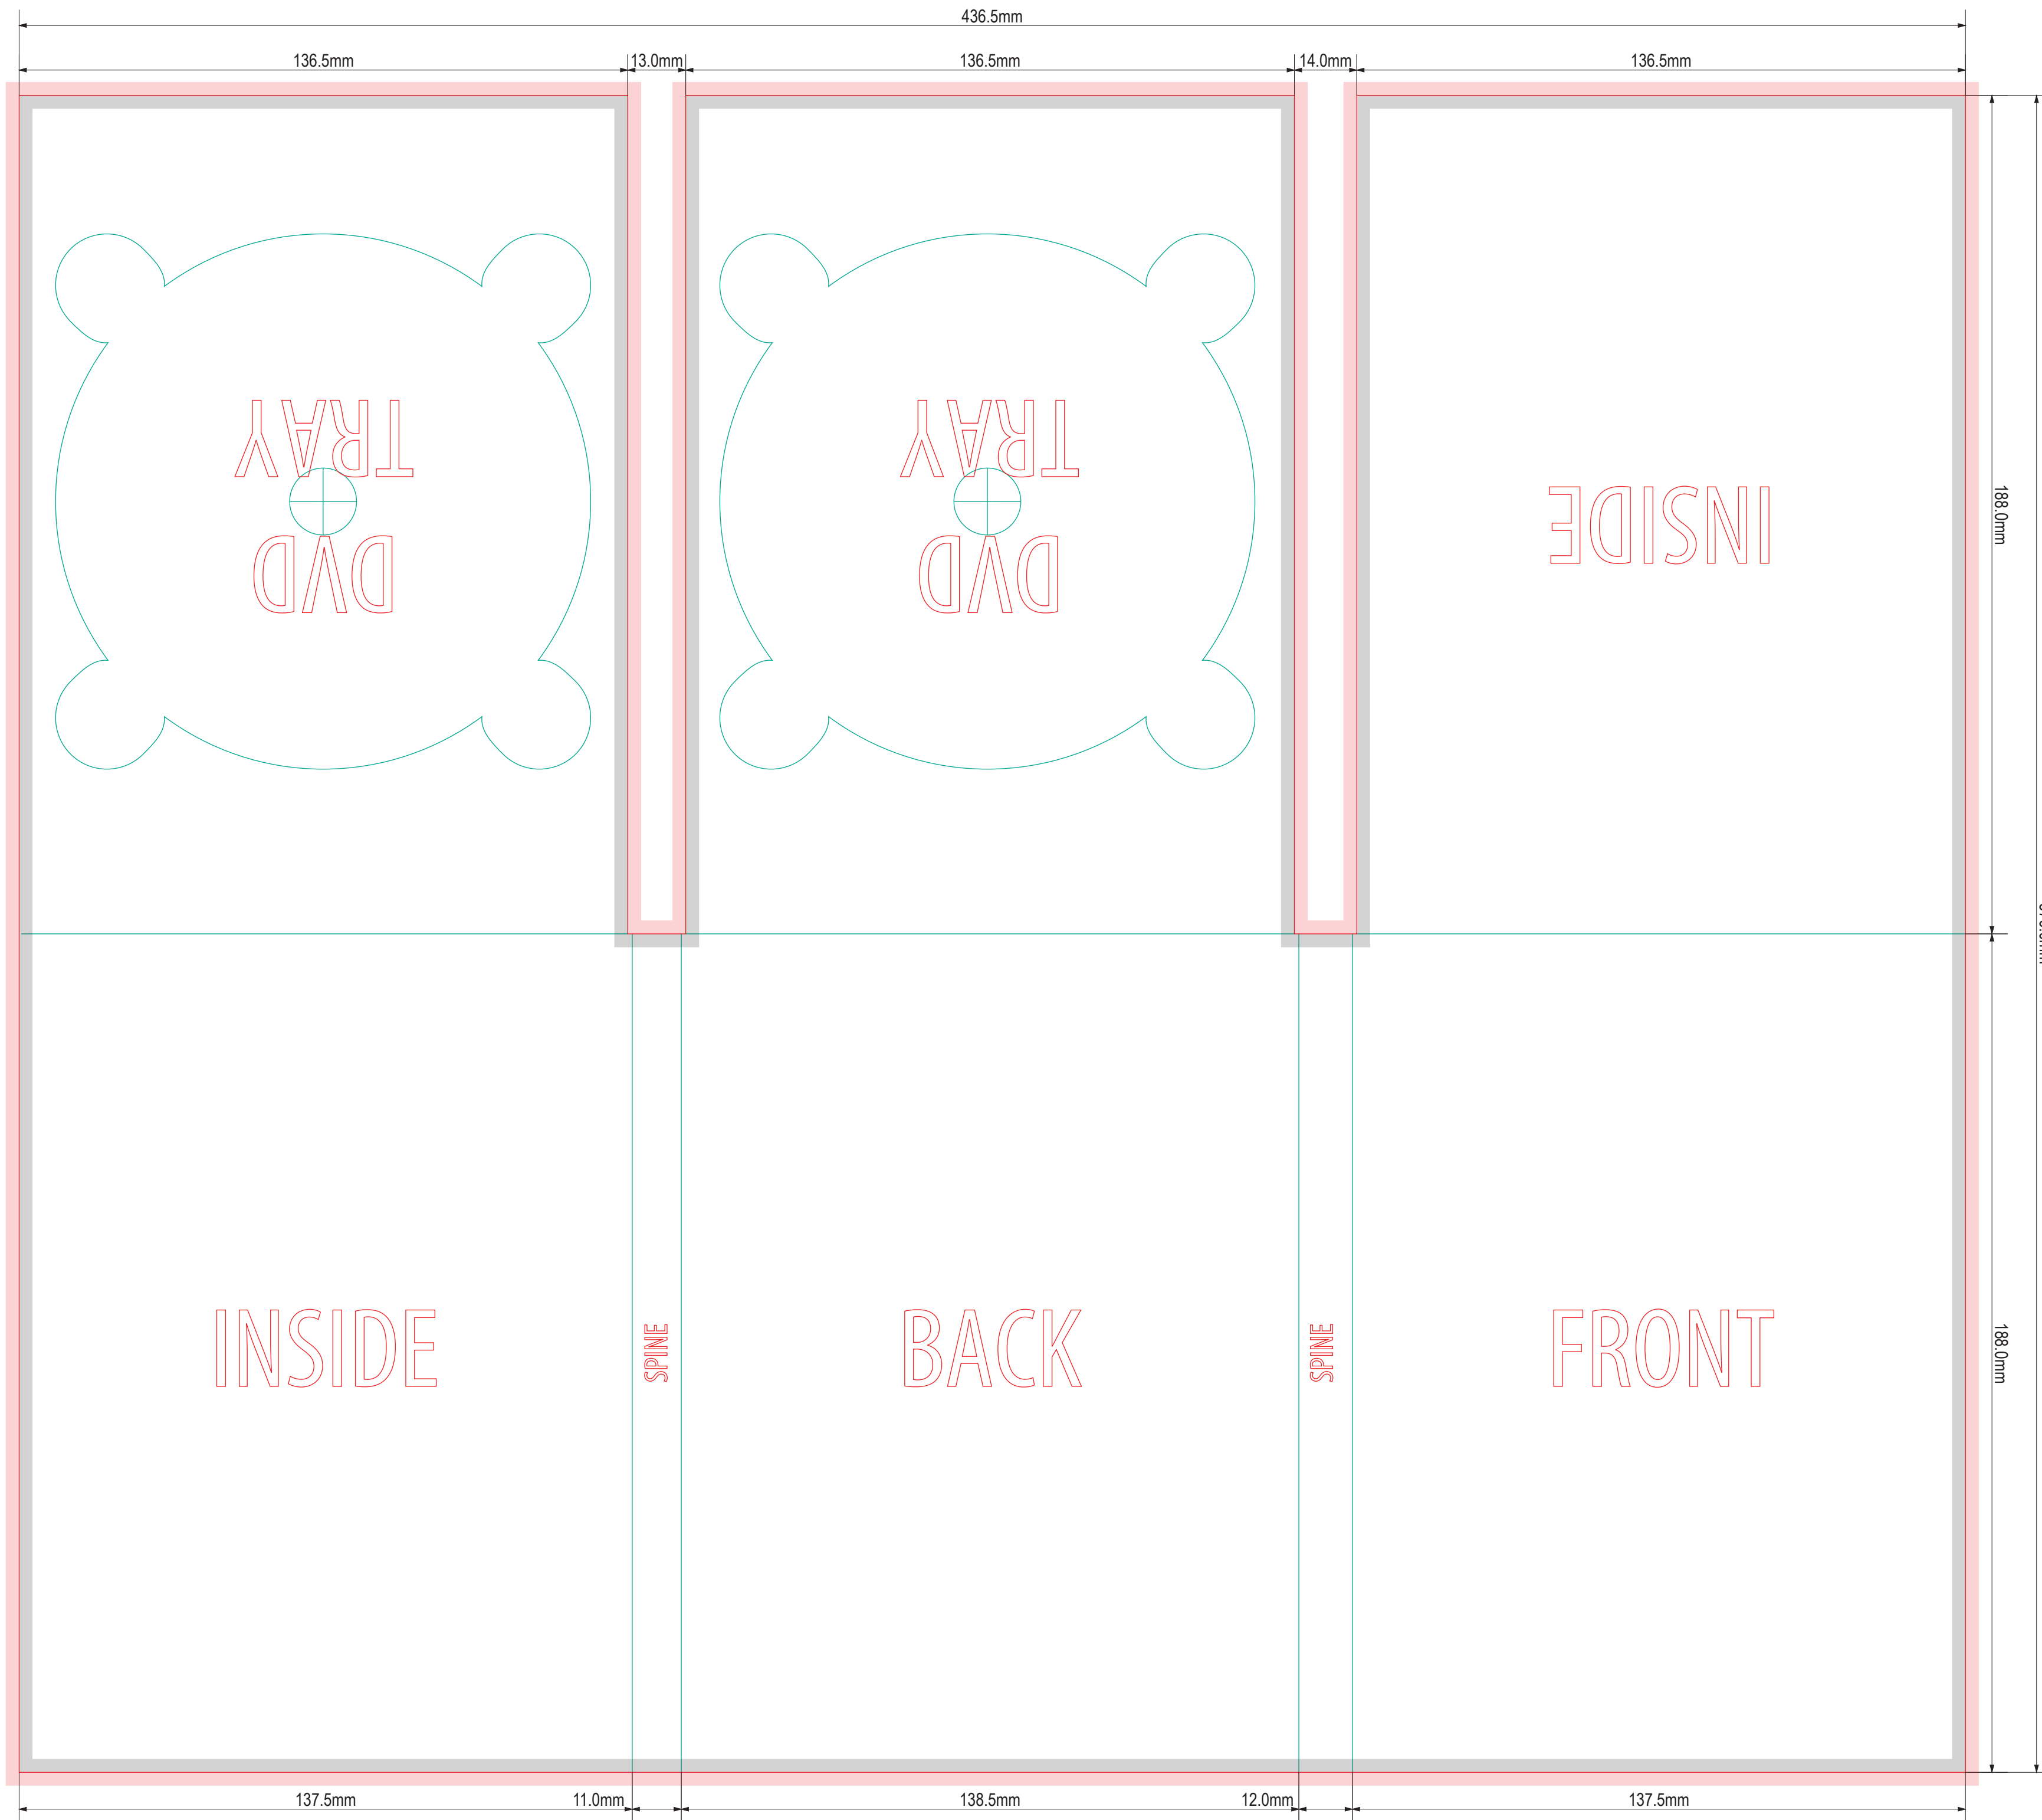 436.5mm
136.5mm 13.0mm 136.5mm 14.0mm 136.5mm
TRAY TRAY
DVD DVD
INSIDE
188.0mm
INSIDE SPINE BACK SPINE FRONT
188.0mm
137.5mm 11.0mm 138.5mm 12.0mm 137.5mm